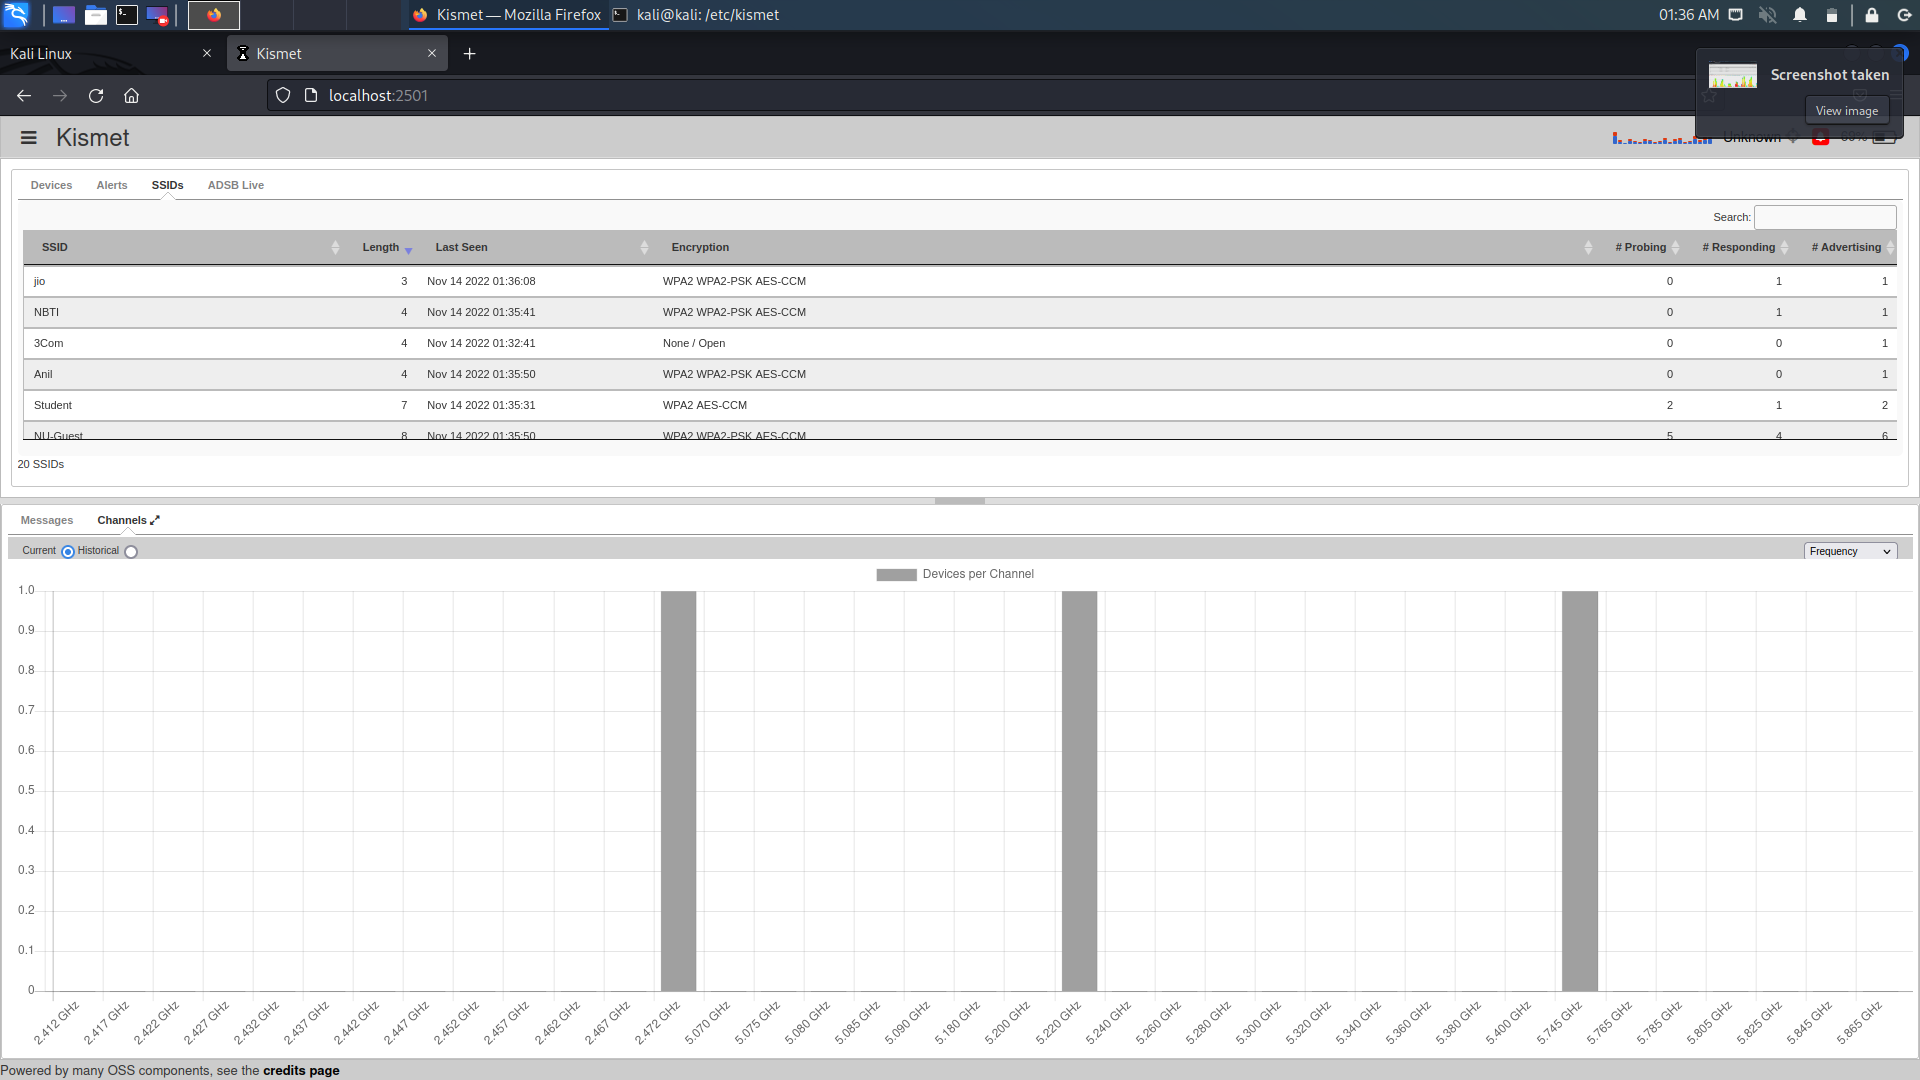 Kismet — Mozilla Firefox kali@kali: /etc/kismet 01:36 AM
Kali Linux Kismet
Screenshot taken
localhost:2501
View image
Kismet Unknown
Devices Alerts SSIDs ADSB Live
Search:
SSID Length Last Seen Encryption # Probing # Responding # Advertising
jio 3 Nov 14 2022 01:36:08 WPA2 WPA2-PSK AES-CCM 0 1 1
NBTI 4 Nov 14 2022 01:35:41 WPA2 WPA2-PSK AES-CCM 0 1 1
3Com 4 Nov 14 2022 01:32:41 None / Open 0 0 1
Anil 4 Nov 14 2022 01:35:50 WPA2 WPA2-PSK AES-CCM 0 0 1
Student 7 Nov 14 2022 01:35:31 WPA2 AES-CCM 2 1 2
NU-Guest 8 Nov 14 2022 01:35:50 WPA2 WPA2-PSK AES-CCM 5 4 6
20 SSIDs
Messages Channels
Current Historical Frequency
Devices per Channel
1.0
0.9
0.8
0.7
0.6
0.5
0.4
0.3
0.2
0.1
0
2.412 GHz 2.417 GHz 2.422 GHz 2.427 GHz 2.432 GHz 2.437 GHz 2.442 GHz 2.447 GHz 2.452 GHz 2.457 GHz 2.462 GHz 2.467 GHz 2.472 GHz 5.070 GHz 5.075 GHz 5.080 GHz 5.085 GHz 5.090 GHz 5.180 GHz 5.200 GHz 5.220 GHz 5.240 GHz 5.260 GHz 5.280 GHz 5.300 GHz 5.320 GHz 5.340 GHz 5.360 GHz 5.380 GHz 5.400 GHz 5.745 GHz 5.765 GHz 5.785 GHz 5.805 GHz 5.825 GHz 5.845 GHz 5.865 GHz
Powered by many OSS components, see the credits page